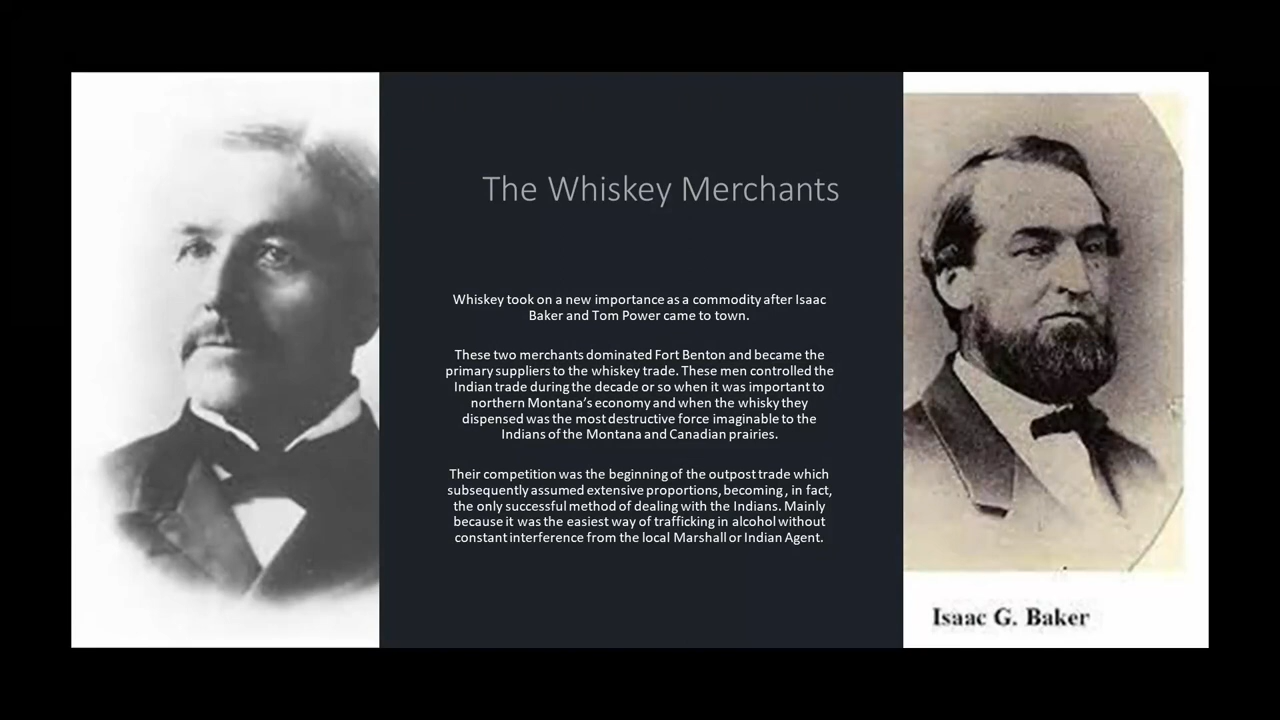 The Whiskey Merchants
Whiskey took on a new importance as a commodity after Isaac
Baker and Tom Power came to town.
These two merchants dominated Fort Benton and became the
primary suppliers to the whiskey trade. These men controlled the
Indian trade during the decade or so when it was important to
northern Montana's economy and when the whisky they
dispensed was the most destructive force imaginable to the
Indians of the Montana and Canadian prairies.
Their competition was the beginning of the outpost trade which
subsequently assumed extensive proportions, becoming , in fact,
the only successful method of dealing with the Indians. Mainly
because it was the easiest way of trafficking in alcohol without
constant interference from the local Marshall or Indian Agent.
Isaac G. Baker